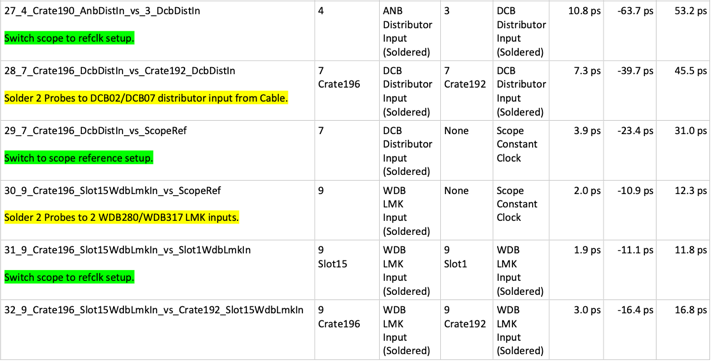 27_4_Crate190_AnbDistIn_vs_3_DcbDistIn 4 ANB 3 DCB 10.8 ps -63.7 ps 53.2 ps
Distributor Distributor
Switch scope to refclk setup. Input Input
(Soldered) (Soldered)
28_7_Crate196_DcbDistIn_vs_Crate192_DcbDistIn 7 DCB 7 DCB 7.3 ps -39.7 ps 45.5 ps
Crate196 Distributor Crate192 Distributor
Solder 2 Probes to DCB02/DCB07 distributor input from Cable. Input Input
(Soldered) (Soldered)
29_7_Crate196_DcbDistIn_vs_ScopeRef 7 DCB None Scope 3.9 ps -23.4 ps 31.0 ps
Distributor Constant
Switch to scope reference setup. Input Clock
(Soldered)
30_9_Crate196_Slot15WdbLmkIn_vs_ScopeRef 9 WDB None Scope 2.0 ps -10.9 ps 12.3 ps
LMK Constant
Solder 2 Probes to 2 WDB280/WDB317 LMK inputs. Input Clock
(Soldered)
31_9_Crate196_Slot15WdbLmkIn_vs_Slot1WdbLmkIn 9 WDB 9 WDB 1.9 ps -11.1 ps 11.8 ps
Slot15 LMK Slot1 LMK
Switch scope to refclk setup. Input Input
(Soldered) (Soldered)
32_9_Crate196_Slot15WdbLmkIn_vs_Crate192_Slot15WdbLmkIn 9 WDB 9 WDB 3.0 ps -16.4 ps 16.8 ps
Crate196 LMK Crate192 LMK
Input Input
(Soldered) (Soldered)